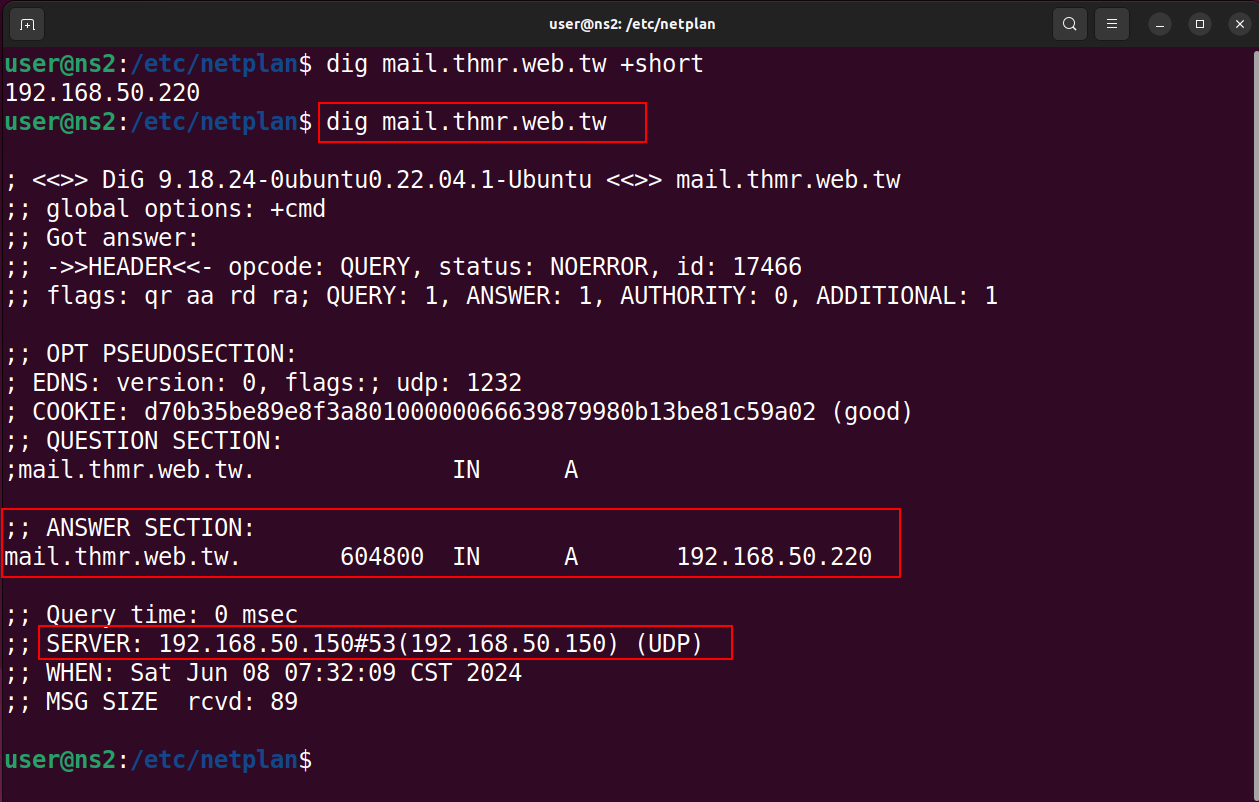 user@ns2: /etc/netplan
user@ns2:/etc/netplan$ dig mail.thmr.web.tw +short
192.168.50.220
user@ns2:/etc/netplan$ dig mail.thmr.web.tw
; <<>> DiG 9.18.24-0ubuntu0.22.04.1-Ubuntu <<>> mail.thmr.web.tw
;; global options: +cmd
;; Got answer:
;; ->>HEADER<<- opcode: QUERY, status: NOERROR, id: 17466
;; flags: qr aa rd ra; QUERY: 1, ANSWER: 1, AUTHORITY: 0, ADDITIONAL: 1
;; OPT PSEUDOSECTION:
; EDNS: version: 0, flags:; udp: 1232
; COOKIE: d70b35be89e8f3a80100000066639879980b13be81c59a02 (good)
;; QUESTION SECTION:
;mail.thmr.web.tw. IN A
;; ANSWER SECTION:
mail.thmr.web.tw. 604800 IN A 192.168.50.220
;; Query time: 0 msec
;; SERVER: 192.168.50.150#53(192.168.50.150) (UDP)
;; WHEN: Sat Jun 08 07:32:09 CST 2024
;; MSG SIZE rcvd: 89
user@ns2:/etc/netplan$